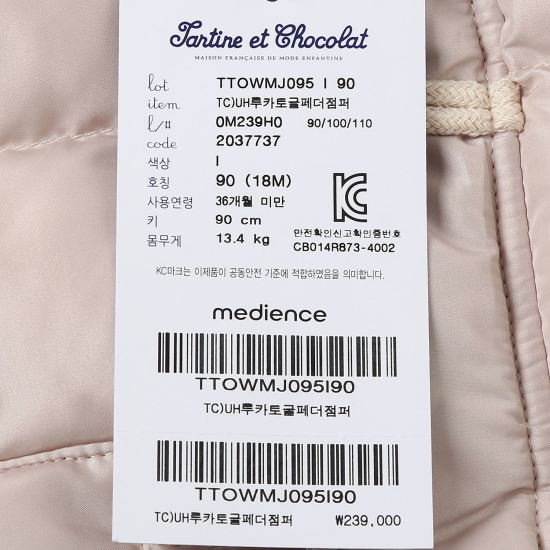 Tartine et Chocolat
MAISON FRANÇAISE DE MODE ENFANTINE
lot TTOWMJ095 I 90
item TC)UH루카토글페더점퍼
l/# 0M239H0 90/100/110
code 2037737
색상 I
호칭 90 (18M)
사용연령 36개월 미만
키 90 cm
몸무게 13.4 kg
안전확인신고확인증번호
CB014R873-4002
KC마크는 이제품이 공통안전 기준에 적합하였음을 의미합니다.
medience
TTOWMJ095I90
TC)UH루카토글페더점퍼
TTOWMJ095I90
TC)UH루카토글페더점퍼 ₩239,000